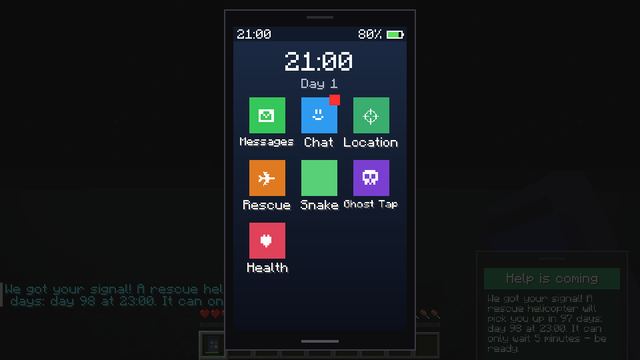 21:00 80%
21:00
Day 1
Messages Chat Location
Rescue Snake Ghost Tap
Health
We got your signal! A rescue hel
days: day 98 at 23:00. It can on
Help is coming
We got your signal! A
rescue helicopter will
pick you up in 97 days:
day 98 at 23:00. It can
only wait 5 minutes - be
ready.